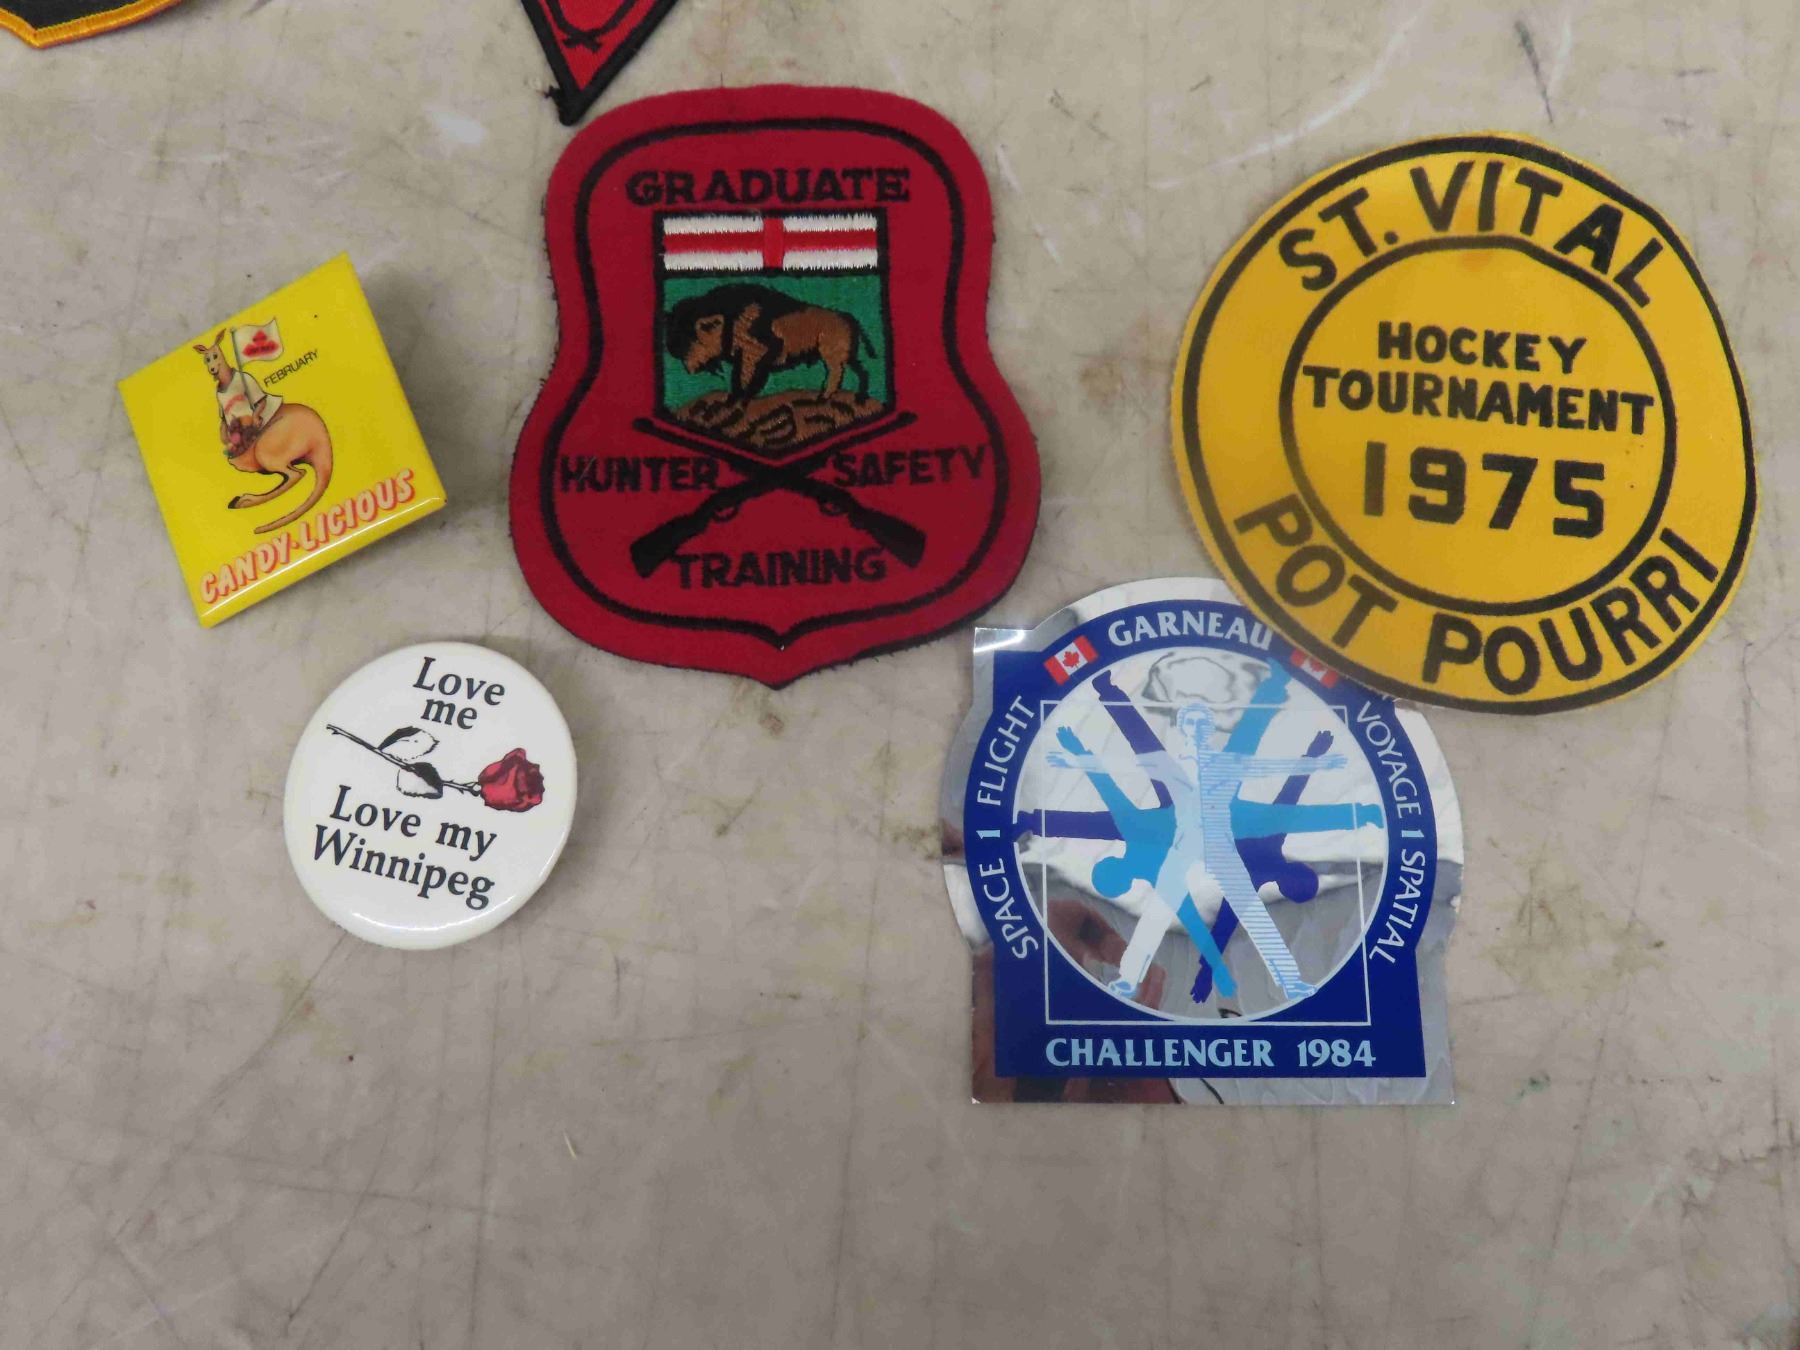 GRADUATE
HUNTER SAFETY
TRAINING
ST. VITAL
HOCKEY
TOURNAMENT
1975
POT POURRI
FEBRUARY
CANDY·LICIOUS
Love
me
Love my
Winnipeg
GARNEAU
SPACE 1 FLIGHT
VOYAGE 1 SPATIAL
CHALLENGER 1984